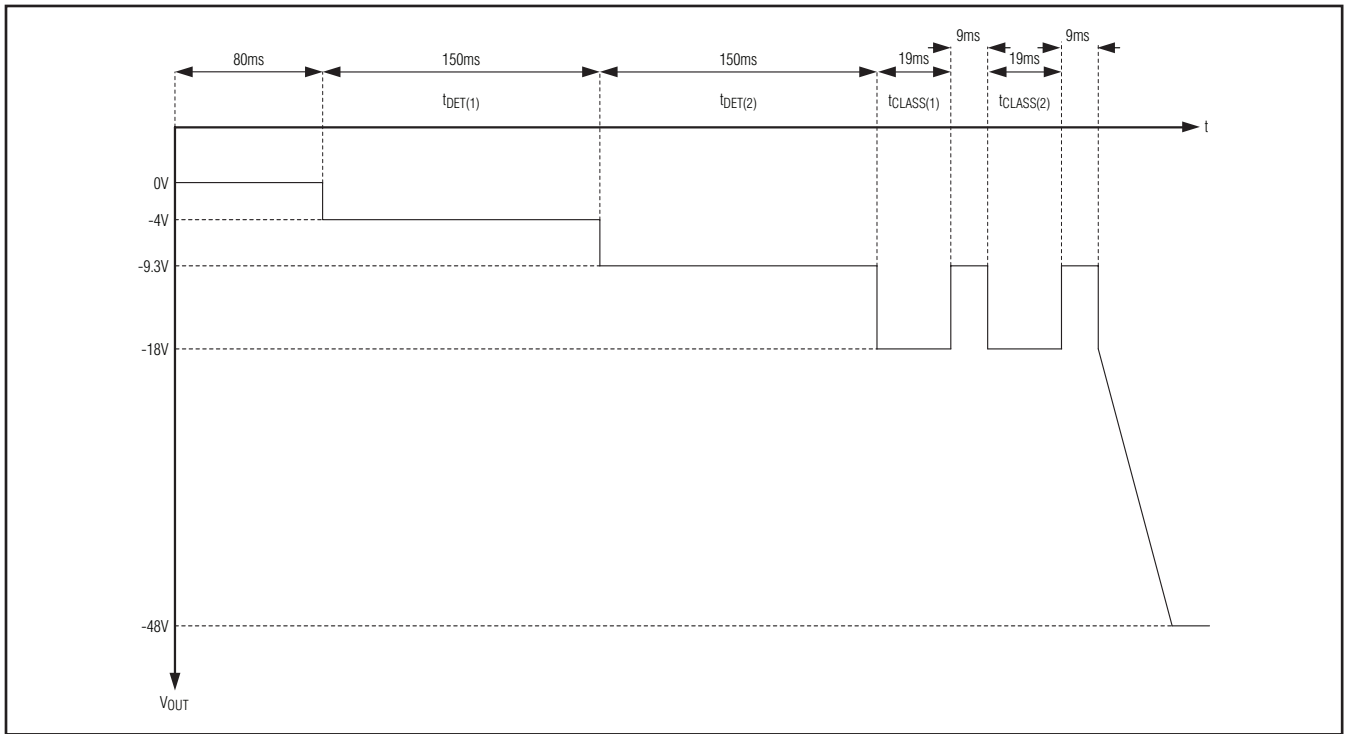 9ms
9ms
80ms
150ms
150ms
19ms
19ms
tDET(1)
tDET(2)
tCLASS(1)
tCLASS(2)
t
0V
-4V
-9.3V
-18V
-48V
VOUT